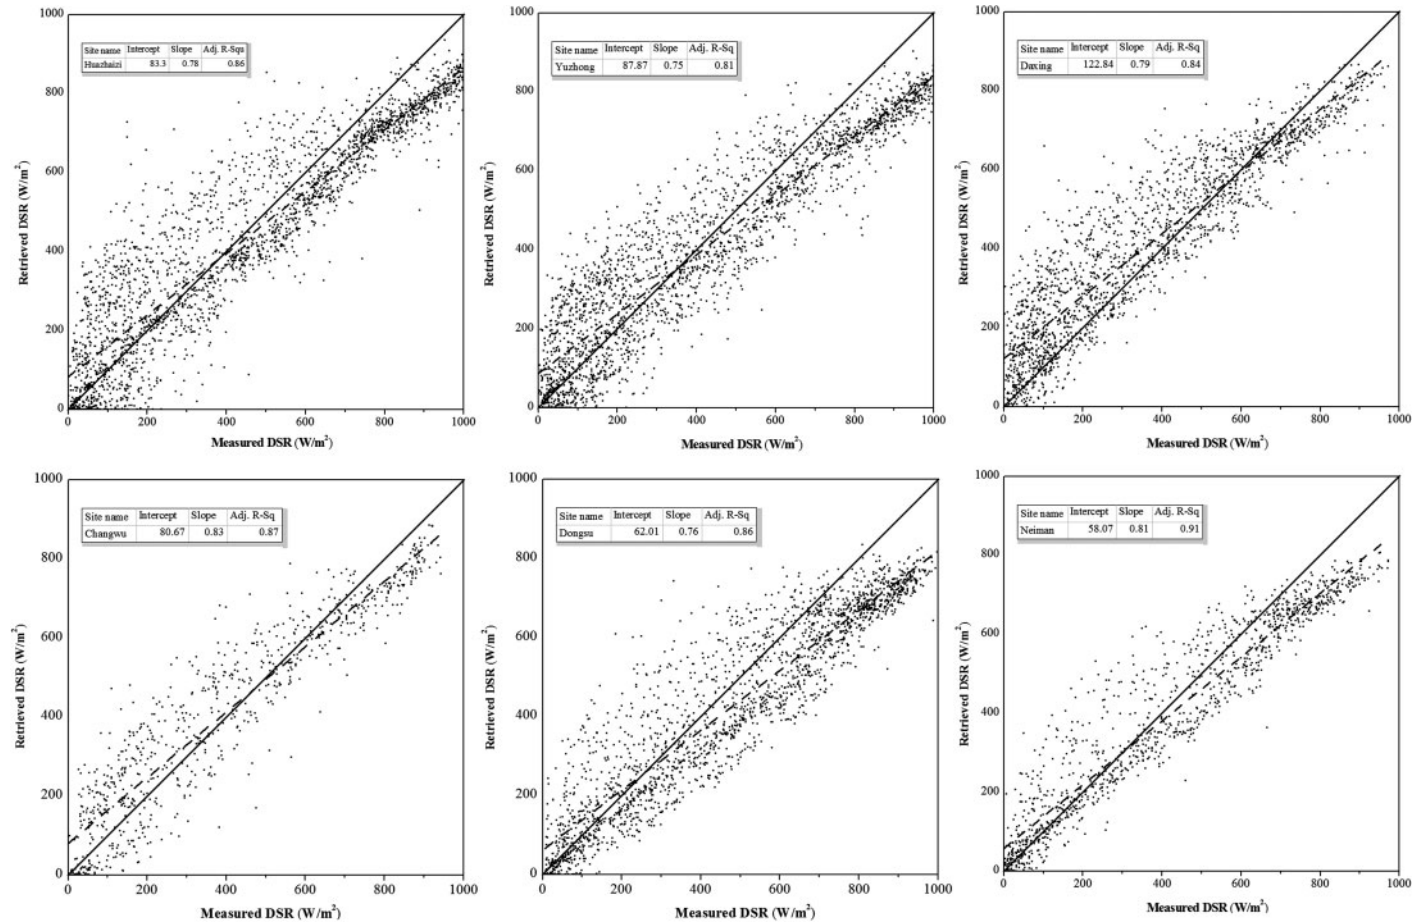 1000
800
600
400
200
0
Retrieved DSR (W/m²)
Site name Intercept Slope Adj. R-Squ
Huazhaizi 83.3 0.78 0.86
0 200 400 600 800 1000
Measured DSR (W/m²)
1000
800
600
400
200
0
Retrieved DSR (W/m²)
Site name Intercept Slope Adj. R-Sq
Yuzhong 87.87 0.75 0.81
0 200 400 600 800 1000
Measured DSR (W/m²)
1000
800
600
400
200
0
Retrieved DSR (W/m²)
Site name Intercept Slope Adj. R-Sq
Daxing 122.84 0.79 0.84
0 200 400 600 800 1000
Measured DSR (W/m²)
1000
800
600
400
200
0
Retrieved DSR (W/m²)
Site name Intercept Slope Adj. R-Sq
Changwu 80.67 0.83 0.87
0 200 400 600 800 1000
Measured DSR (W/m²)
1000
800
600
400
200
0
Retrieved DSR (W/m²)
Site name Intercept Slope Adj. R-Sq
Dongsu 62.01 0.76 0.86
0 200 400 600 800 1000
Measured DSR (W/m²)
1000
800
600
400
200
0
Retrieved DSR (W/m²)
Site name Intercept Slope Adj. R-Sq
Neiman 58.07 0.81 0.91
0 200 400 600 800 1000
Measured DSR (W/m²)